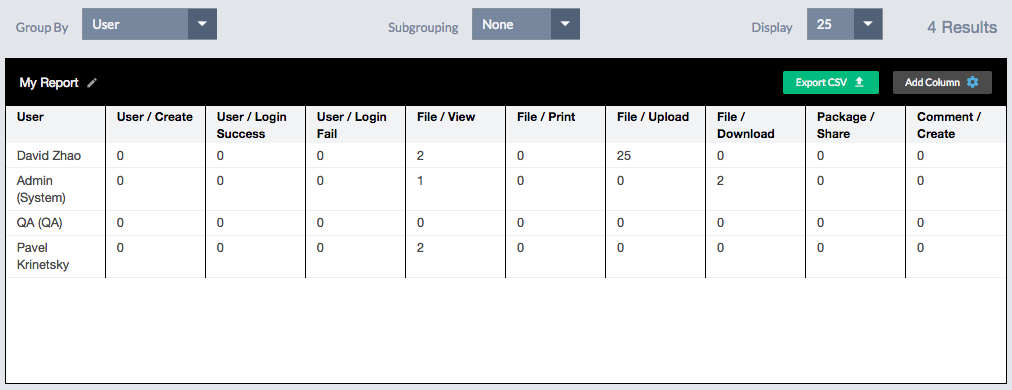 Group By User Subgrouping None Display 25 4 Results
My Report Export CSV Add Column
User User / Create User / Login Success User / Login Fail File / View File / Print File / Upload File / Download Package / Share Comment / Create
David Zhao 0 0 0 2 0 25 0 0 0
Admin (System) 0 0 0 1 0 0 2 0 0
QA (QA) 0 0 0 0 0 0 0 0 0
Pavel Krinetsky 0 0 0 2 0 0 0 0 0